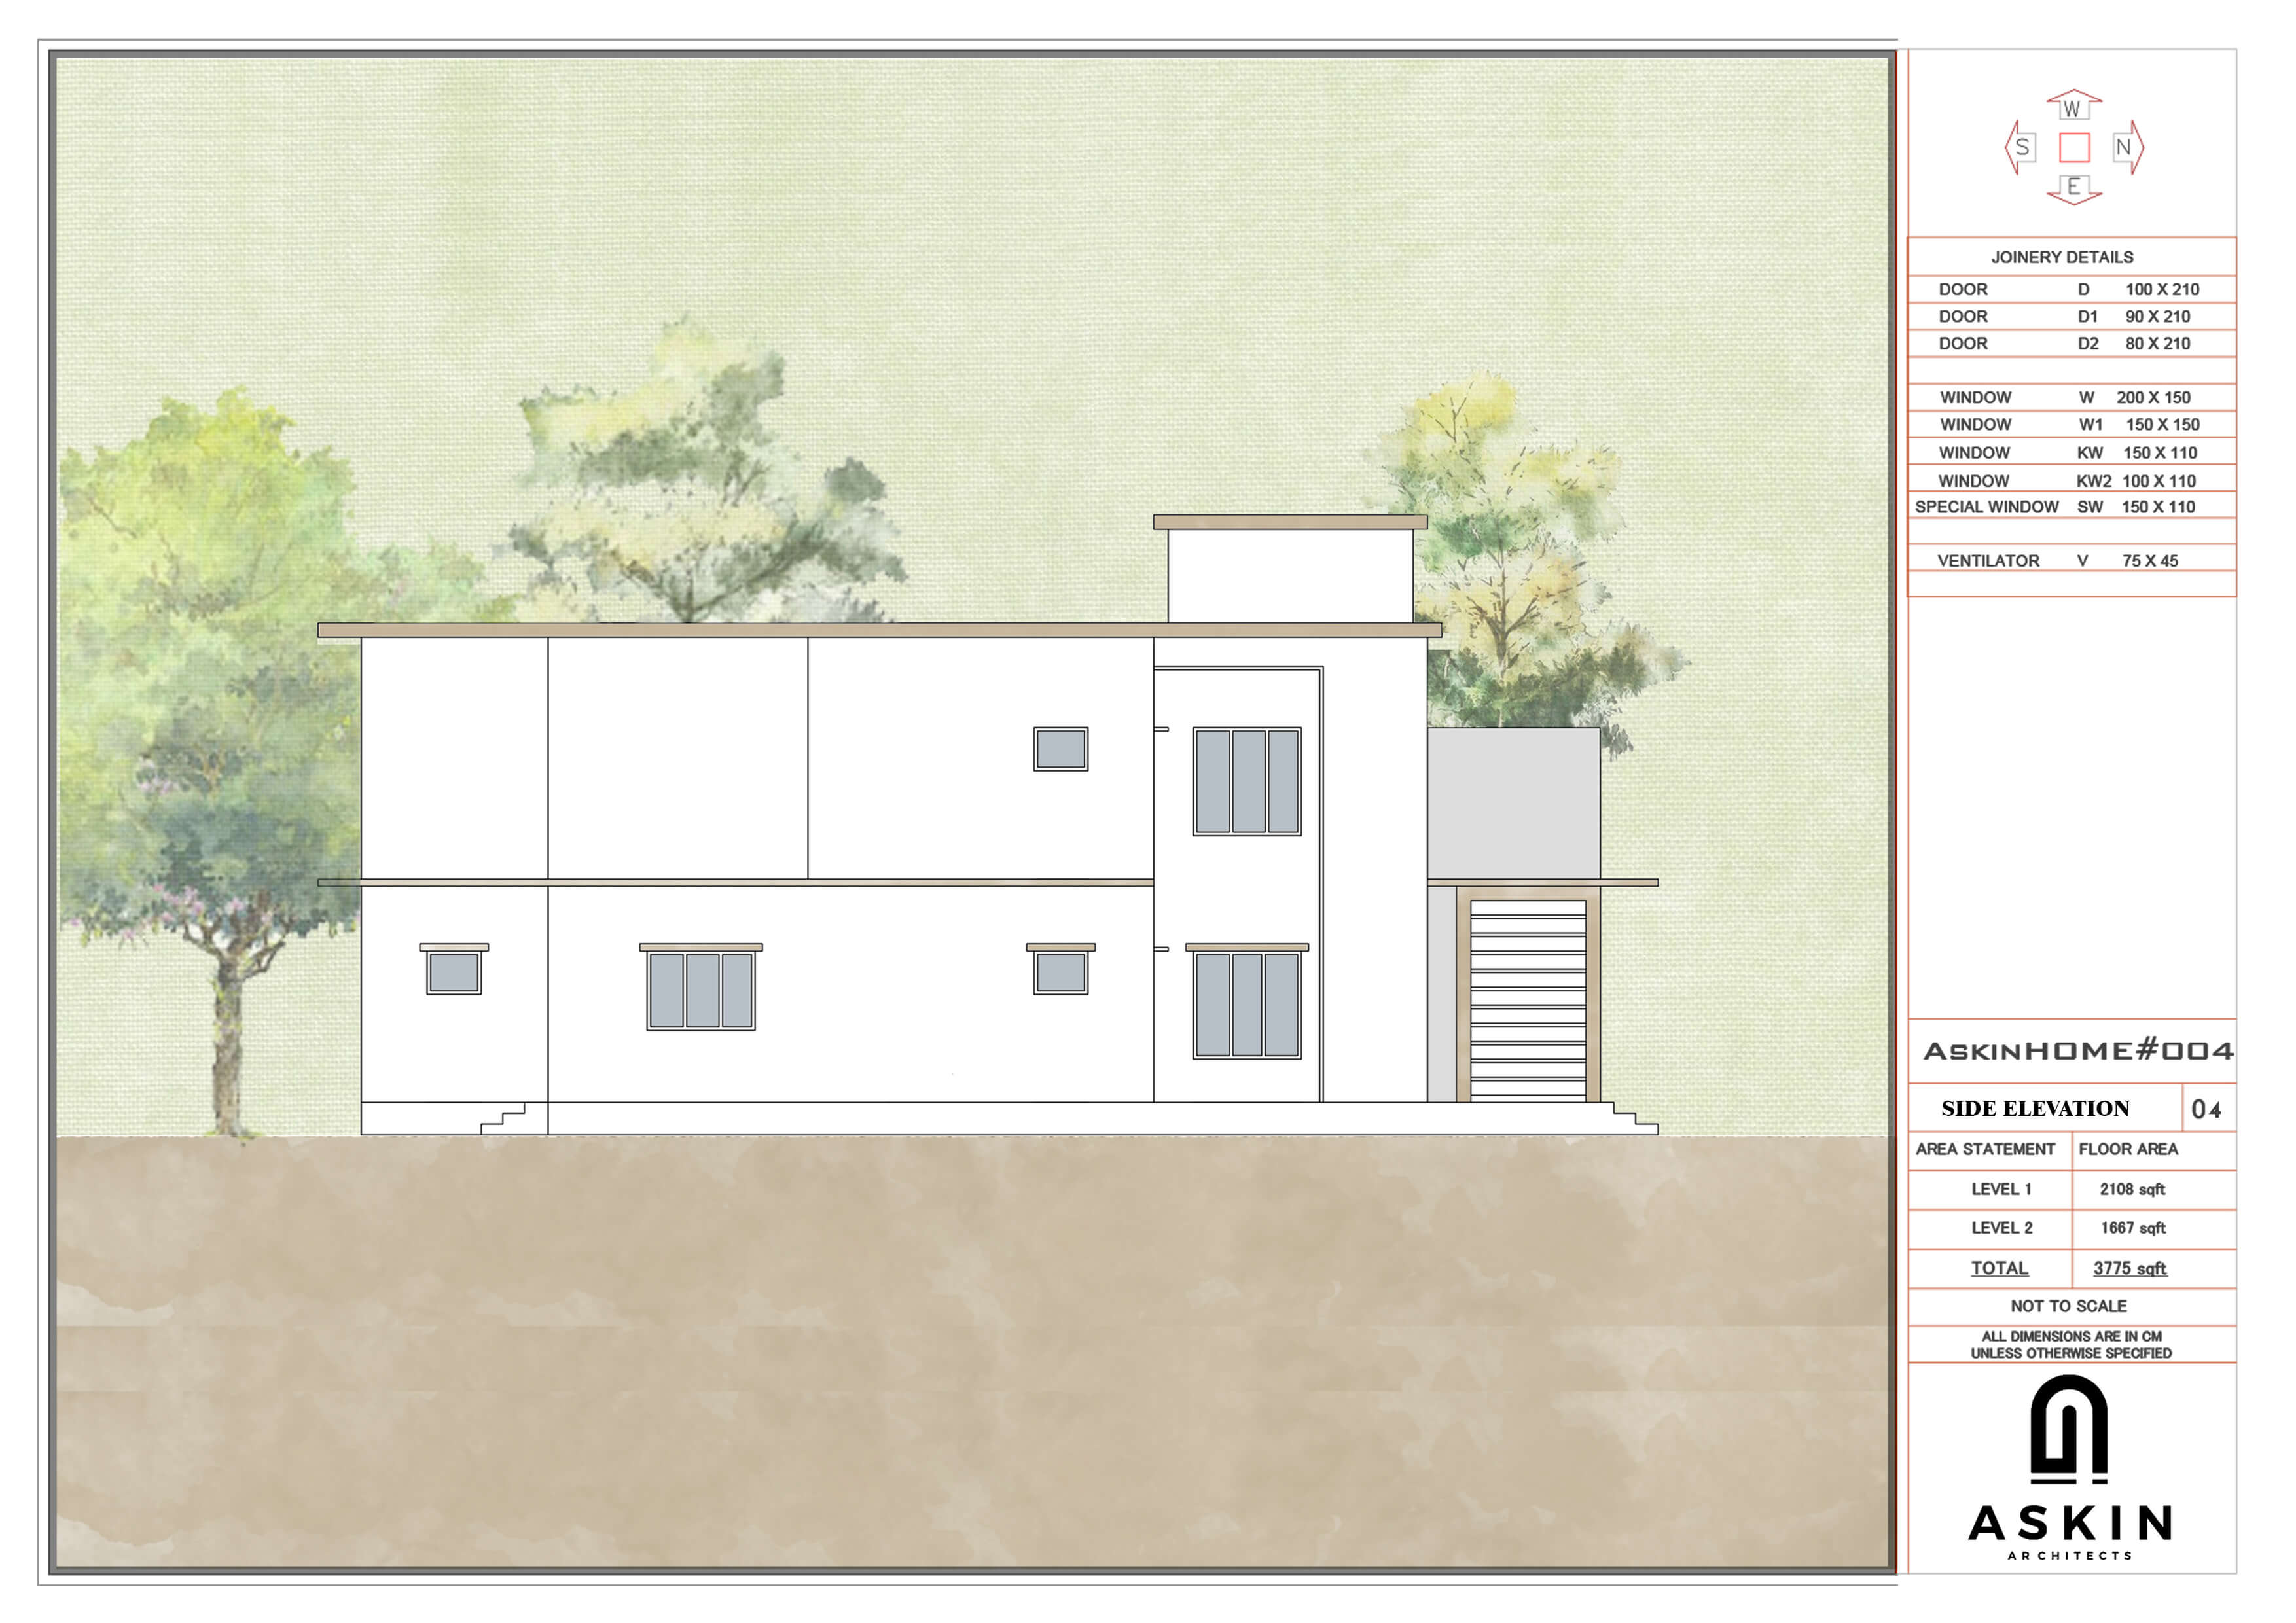 W
S N
E
JOINERY DETAILS
DOOR D 100 X 210
DOOR D1 90 X 210
DOOR D2 80 X 210
WINDOW W 200 X 150
WINDOW W1 150 X 150
WINDOW KW 150 X 110
WINDOW KW2 100 X 110
SPECIAL WINDOW SW 150 X 110
VENTILATOR V 75 X 45
ASKINHOME#004
SIDE ELEVATION 04
AREA STATEMENT FLOOR AREA
LEVEL 1 2108 sqft
LEVEL 2 1667 sqft
TOTAL 3775 sqft
NOT TO SCALE
ALL DIMENSIONS ARE IN CM
UNLESS OTHERWISE SPECIFIED
ASKIN
ARCHITECTS